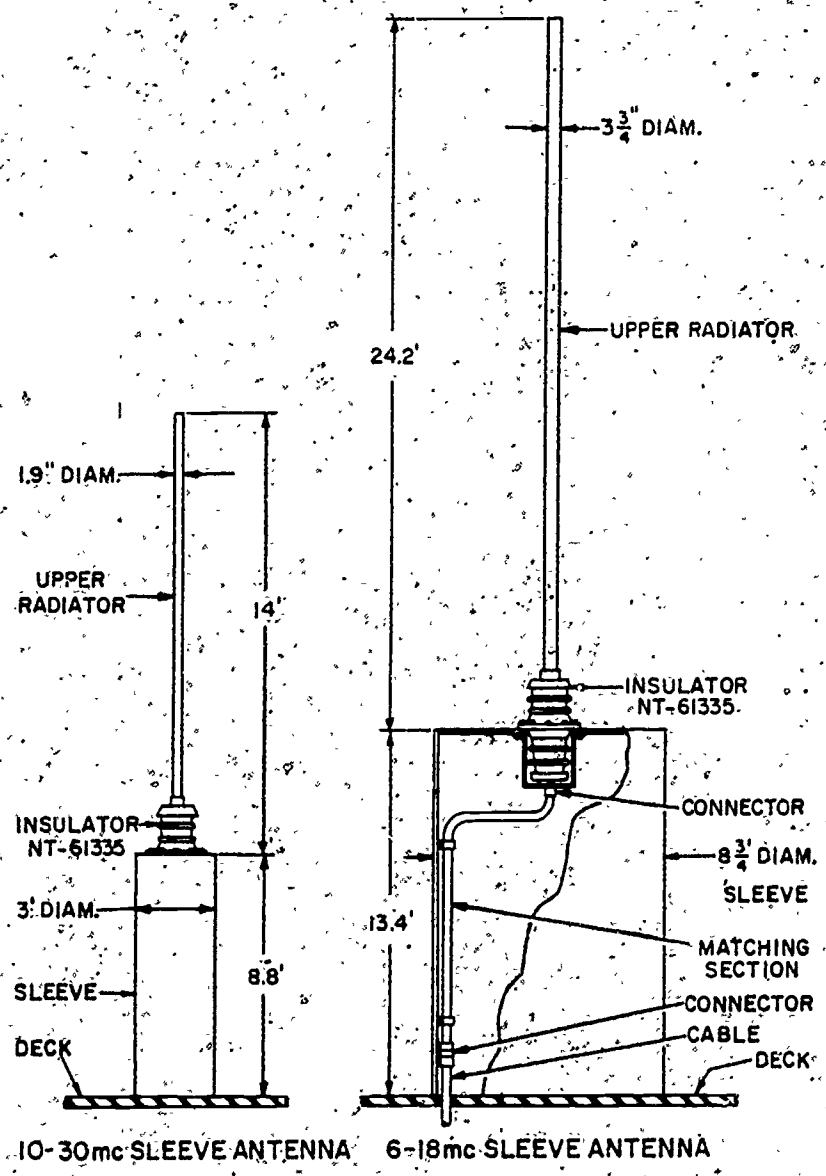 3 3/4" DIAM.
UPPER RADIATOR
24.2'
1.9" DIAM.
UPPER
RADIATOR
14'
INSULATOR
NT-61335
INSULATOR
NT-61335
CONNECTOR
8 3/4' DIAM.
SLEEVE
3' DIAM.
13.4'
MATCHING
SECTION
8.8'
SLEEVE
CONNECTOR
CABLE
DECK
DECK
10-30mc SLEEVE ANTENNA
6-18mc SLEEVE ANTENNA